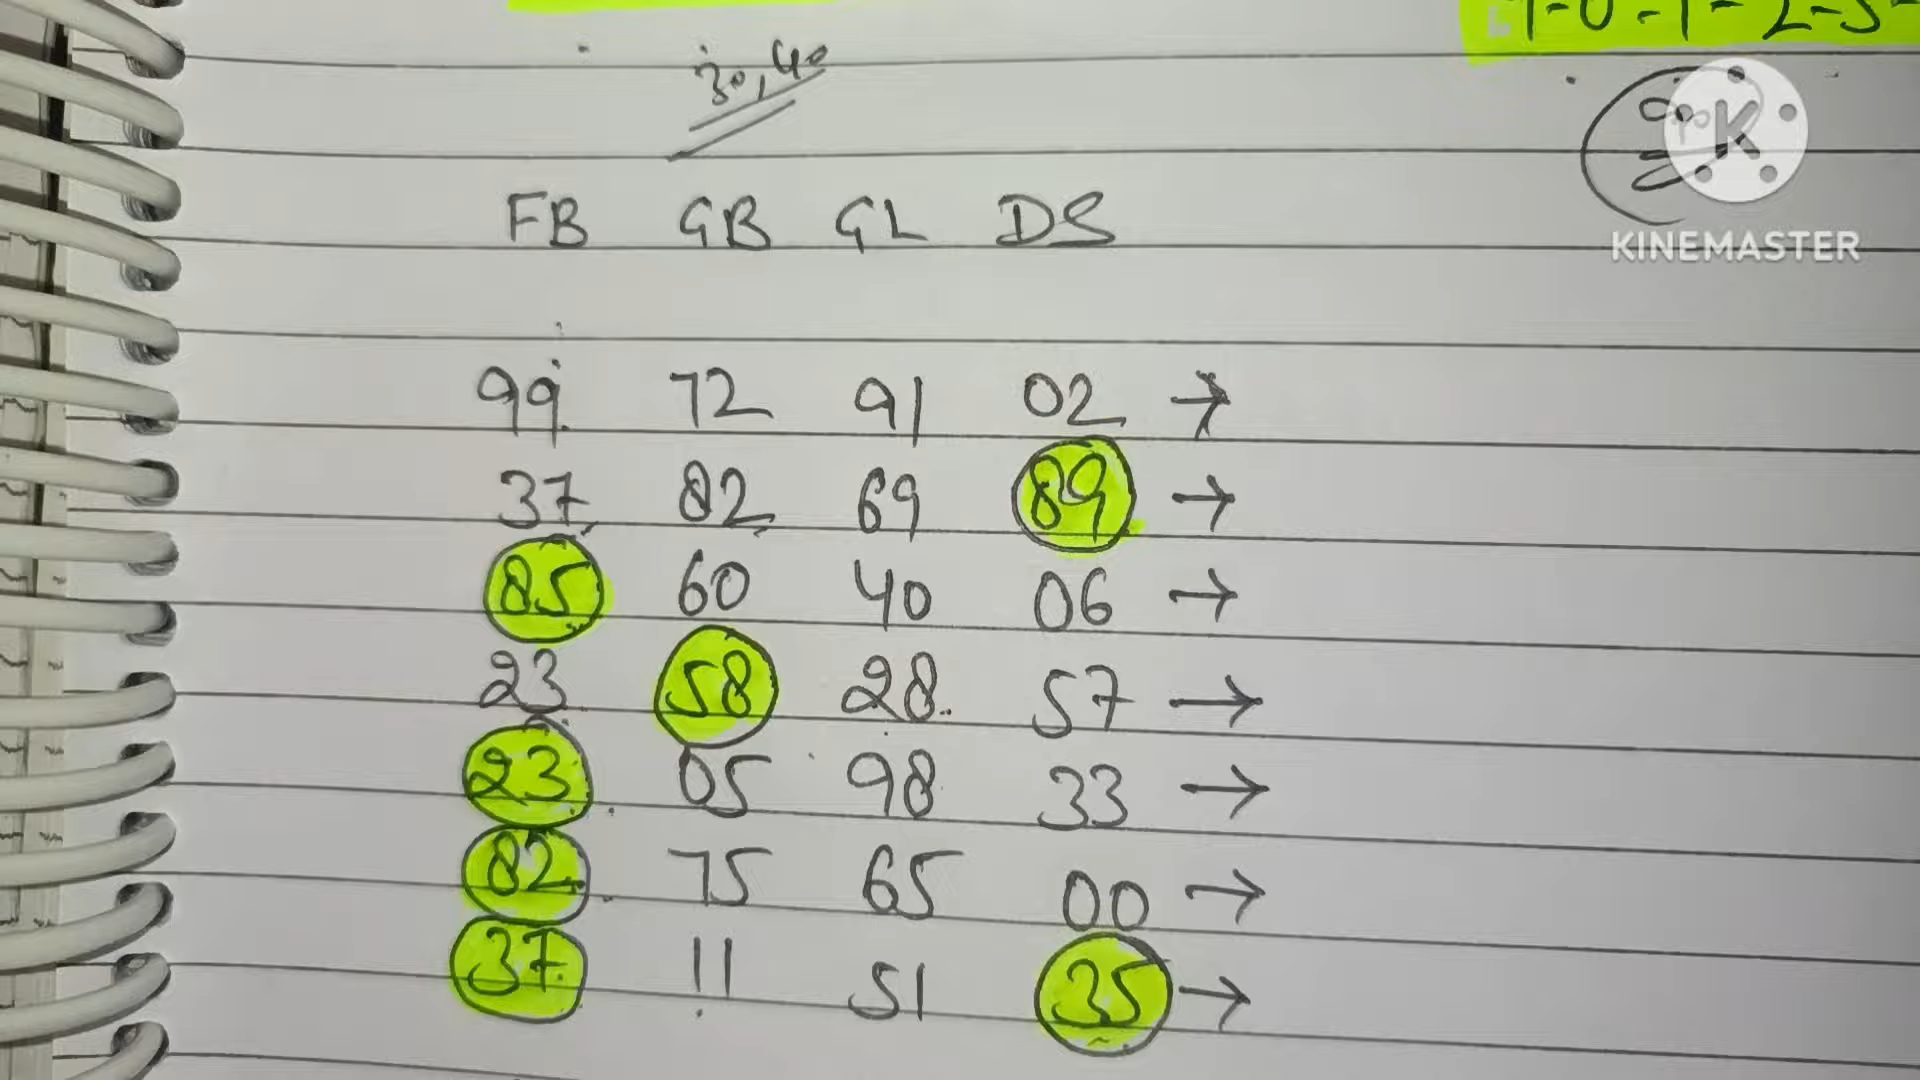 30, 40
KINEMASTER
FB GB GL DS
99 72 91 02 →
37 82 69 89 →
85 60 40 06 →
23 58 28 57 →
23 05 98 33 →
82 75 65 00 →
37 11 51 35 →